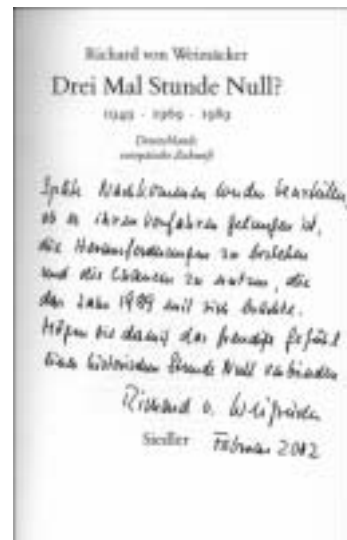 Richard von Weizsäcker
Drei Mal Stunde Null?
1949 · 1969 · 1989
Deutschlands
europäische Zukunft
Späte Nachkommen werden beurteilen,
ob es ihren Vorfahren gelungen ist,
die Herausforderungen zu bestehen
und die Chancen zu nutzen, die
das Jahr 1989 mit sich brachte.
Mögen sie damit das freudige Gefühl
einer historischen Stunde Null verbinden
Richard v. Weizsäcker
Siedler Februar 2012